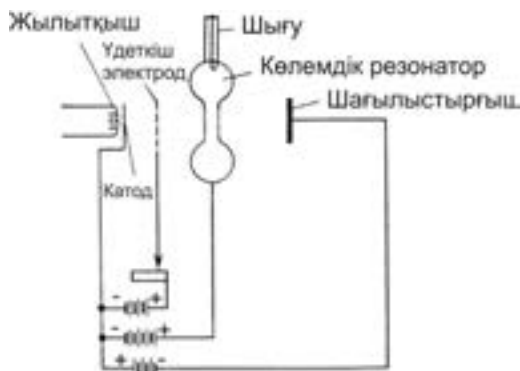 Жылытқыш
Үдеткіш
электрод
Шығу
Көлемдік резонатор
Шағылыстырғыш
Катод
- +
- +
+ -